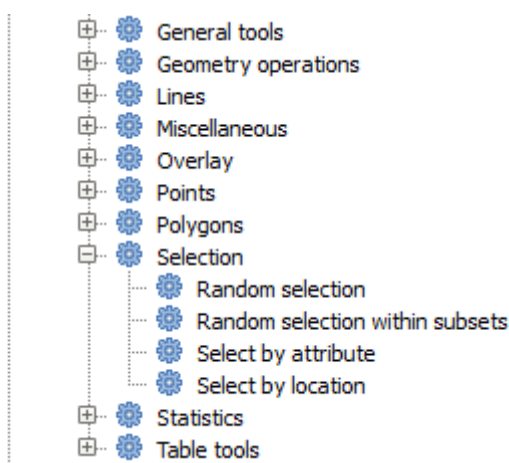 General tools
Geometry operations
Lines
Miscellaneous
Overlay
Points
Polygons
Selection
Random selection
Random selection within subsets
Select by attribute
Select by location
Statistics
Table tools